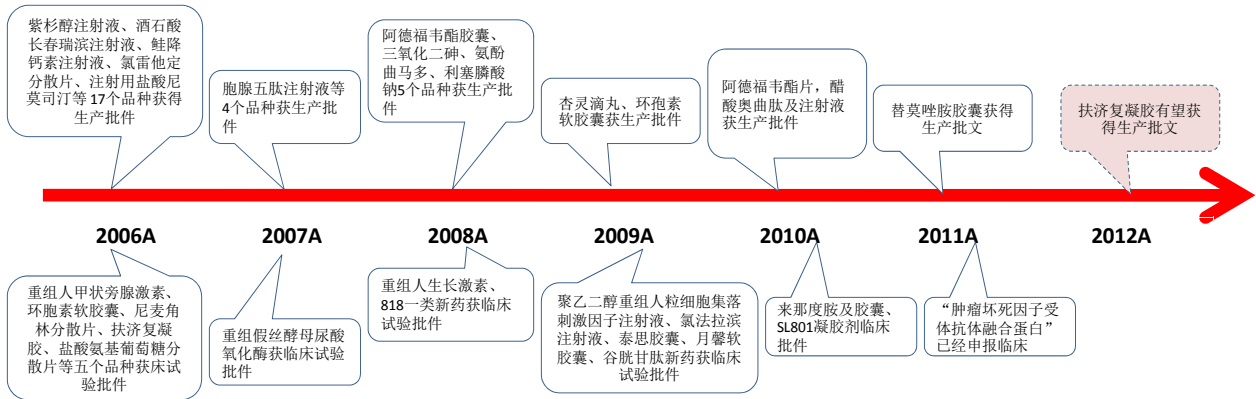 紫杉醇注射液、酒石酸
长春瑞滨注射液、鲑降
钙素注射液、氯雷他定
分散片、注射用盐酸尼
莫司汀等 17个品种获得
生产批件
胞腺五肽注射液等
4个品种获生产批
件
阿德福韦酯胶囊、
三氧化二砷、氨酚
曲马多、利塞膦酸
钠5个品种获生产批
件
杏灵滴丸、环孢素
软胶囊获生产批件
阿德福韦酯片，醋
酸奥曲肽及注射液
获生产批件
替莫唑胺胶囊获得
生产批文
扶济复凝胶有望获
得生产批文
2006A
2007A
2008A
2009A
2010A
2011A
2012A
重组人甲状旁腺激素、
环胞素软胶囊、尼麦角
林分散片、扶济复凝
胶、盐酸氨基葡萄糖分
散片等五个品种获床试
验批件
重组假丝酵母尿酸
氧化酶获临床试验
批件
重组人生长激素、
818一类新药获临床
试验批件
聚乙二醇重组人粒细胞集落
刺激因子注射液、氯法拉滨
注射液、泰思胶囊、月馨软
胶囊、谷胱甘肽新药获临床
试验批件
来那度胺及胶囊、
SL801凝胶剂临床
批件
“肿瘤坏死因子受
体抗体融合蛋白”
已经申报临床